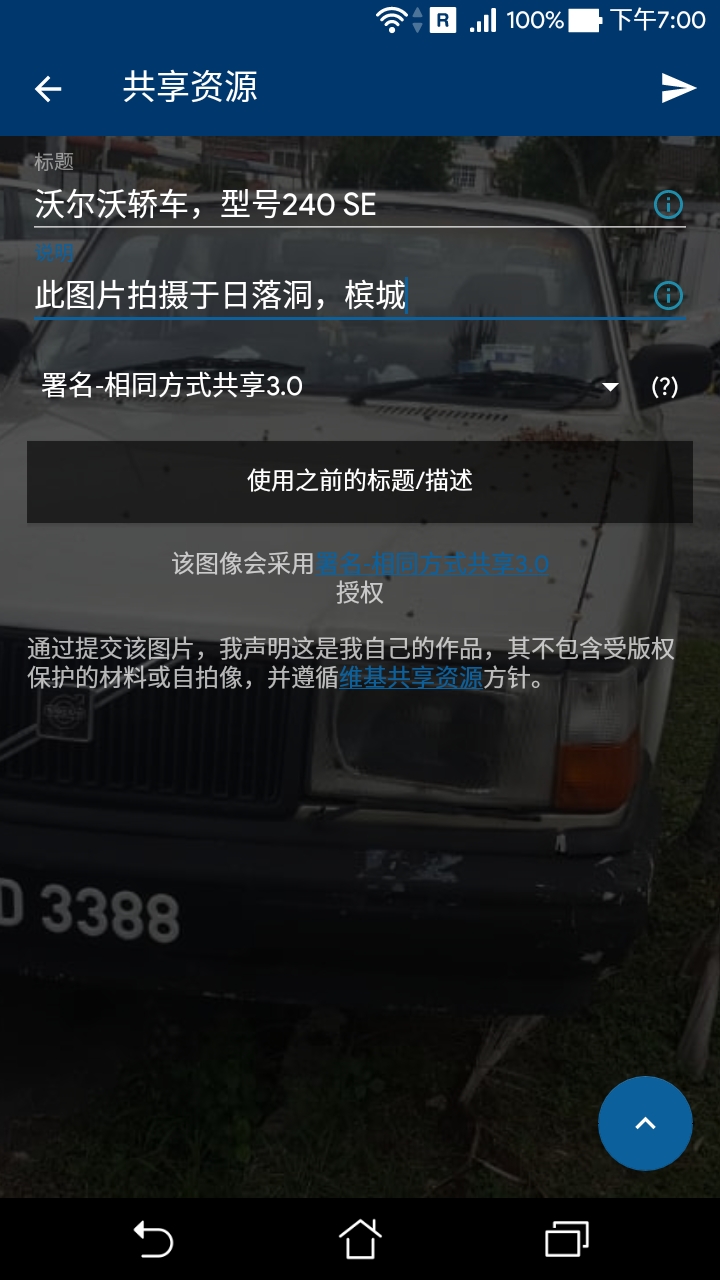 R 100% 下午7:00
共享资源
标题
沃尔沃轿车，型号240 SE
说明
此图片拍摄于日落洞，槟城
署名-相同方式共享3.0 (?)
使用之前的标题/描述
该图像会采用署名-相同方式共享3.0
授权
通过提交该图片，我声明这是我自己的作品，其不包含受版权
保护的材料或自拍像，并遵循维基共享资源方针。
D 3388